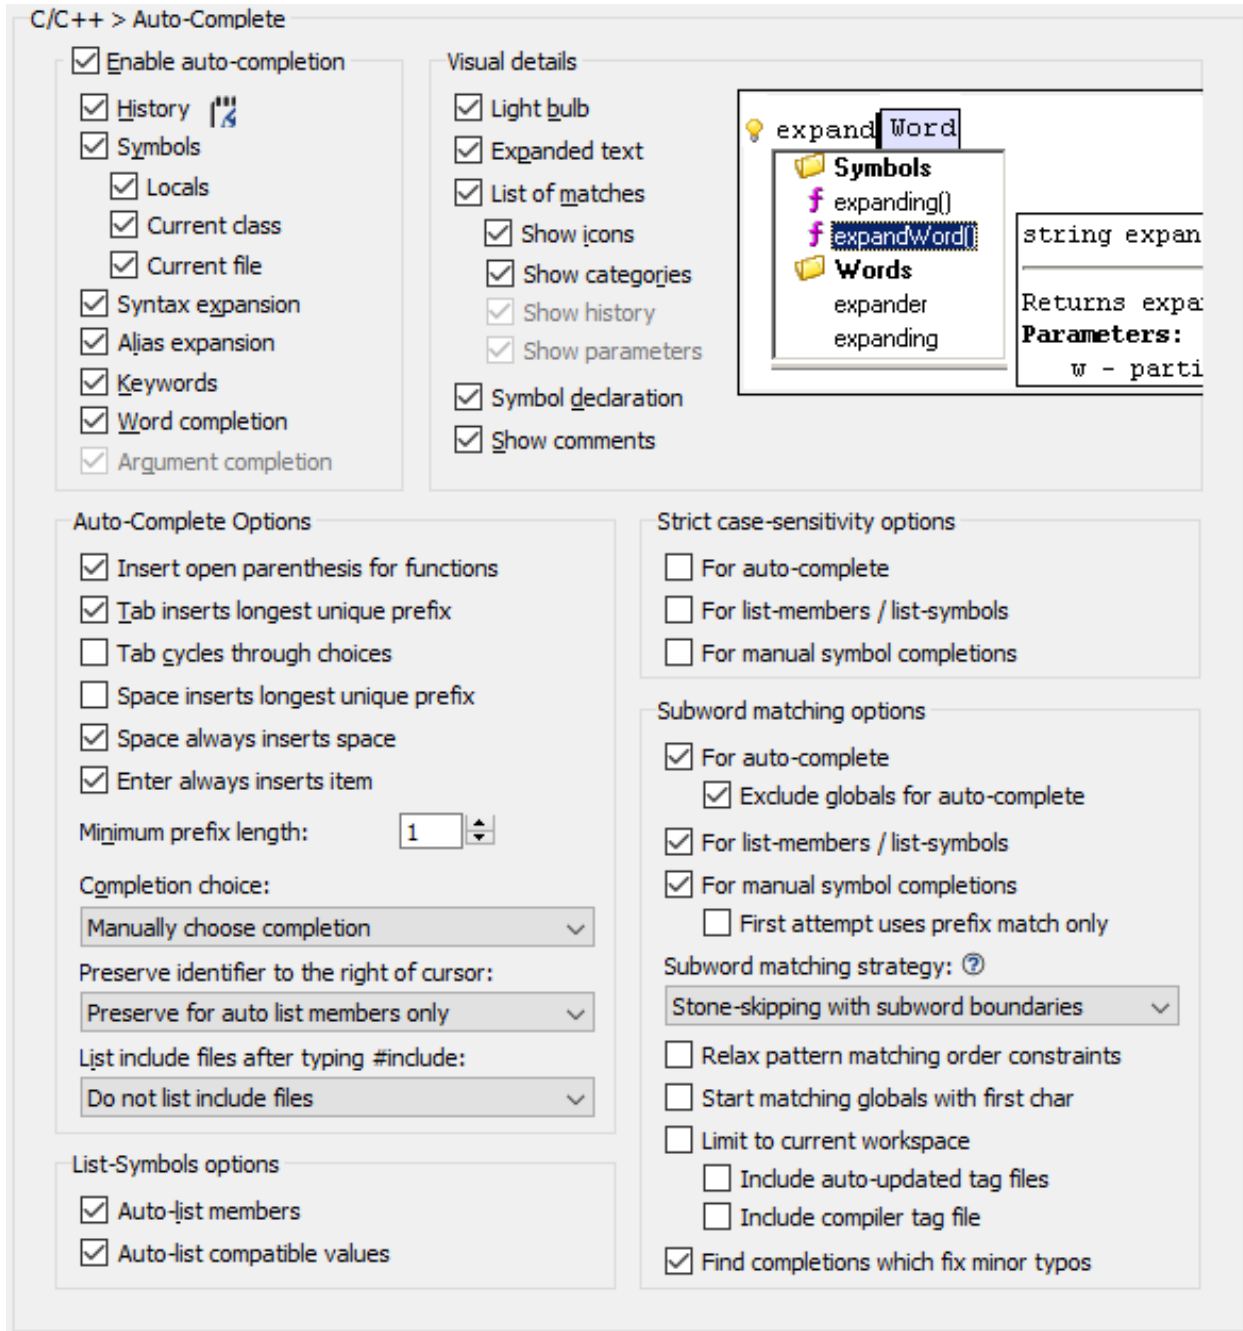 C/C++ > Auto-Complete
Enable auto-completion
History
Symbols
Locals
Current class
Current file
Syntax expansion
Alias expansion
Keywords
Word completion
Argument completion
Visual details
Light bulb
Expanded text
List of matches
Show icons
Show categories
Show history
Show parameters
Symbol declaration
Show comments
expand Word
Symbols
expanding()
expandWord()
Words
expander
expanding
string expan
Returns expa
Parameters:
w - parti
Auto-Complete Options
Insert open parenthesis for functions
Tab inserts longest unique prefix
Tab cycles through choices
Space inserts longest unique prefix
Space always inserts space
Enter always inserts item
Minimum prefix length: 1
Completion choice:
Manually choose completion
Preserve identifier to the right of cursor:
Preserve for auto list members only
List include files after typing #include:
Do not list include files
List-Symbols options
Auto-list members
Auto-list compatible values
Strict case-sensitivity options
For auto-complete
For list-members / list-symbols
For manual symbol completions
Subword matching options
For auto-complete
Exclude globals for auto-complete
For list-members / list-symbols
For manual symbol completions
First attempt uses prefix match only
Subword matching strategy: ?
Stone-skipping with subword boundaries
Relax pattern matching order constraints
Start matching globals with first char
Limit to current workspace
Include auto-updated tag files
Include compiler tag file
Find completions which fix minor typos